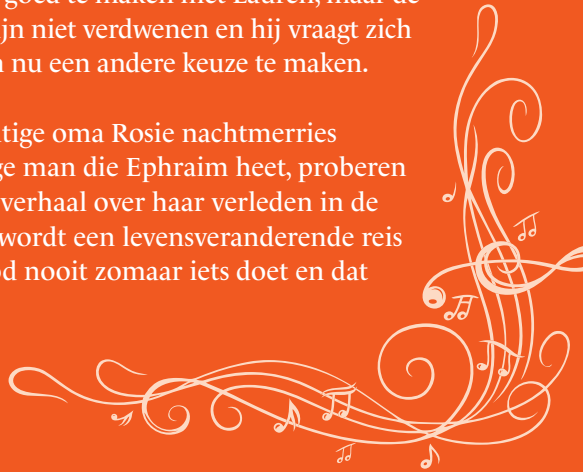 goed te maken met Lauren, maar de
ijn niet verdwenen en hij vraagt zich
nu een andere keuze te maken.
tige oma Rosie nachtmerries
ge man die Ephraim heet, proberen
verhaal over haar verleden in de
wordt een levensveranderende reis
od nooit zomaar iets doet en dat